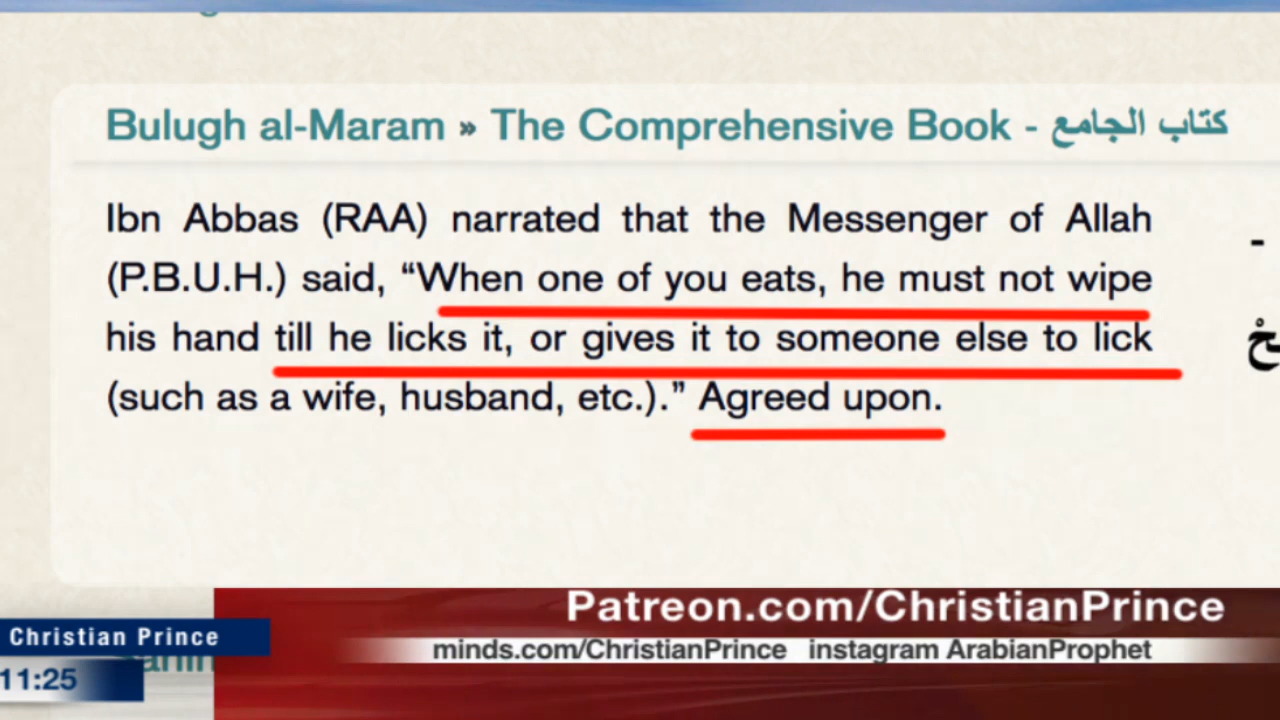 Bulugh al-Maram » The Comprehensive Book - كتاب الجامع
Ibn Abbas (RAA) narrated that the Messenger of Allah
(P.B.U.H.) said, “When one of you eats, he must not wipe
his hand till he licks it, or gives it to someone else to lick
(such as a wife, husband, etc.).” Agreed upon.
-
Patreon.com/ChristianPrince
Christian Prince
minds.com/ChristianPrince instagram ArabianProphet
11:25